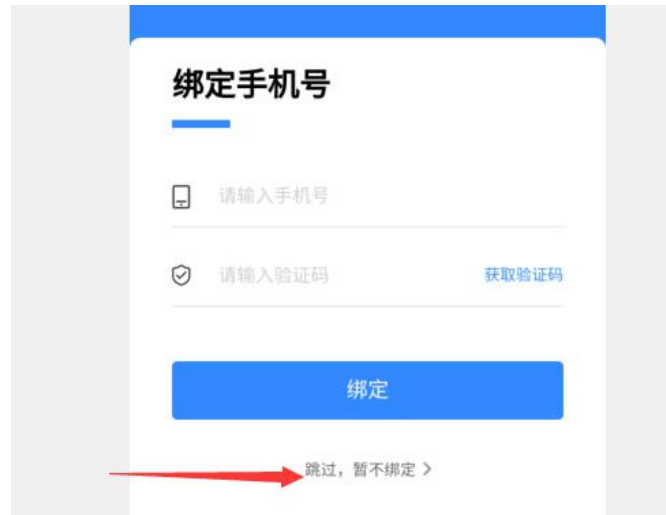 绑定手机号
请输入手机号
请输入验证码 获取验证码
绑定
跳过，暂不绑定